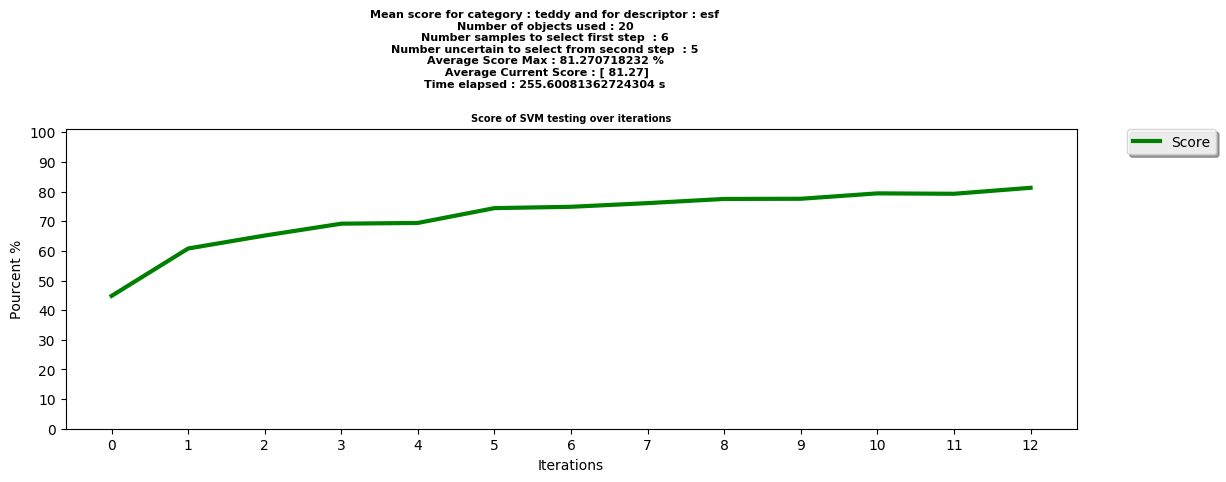 Mean score for category : teddy and for descriptor : esf
Number of objects used : 20
Number samples to select first step  : 6
Number uncertain to select from second step  : 5
Average Score Max : 81.270718232 %
Average Current Score : [ 81.27]
Time elapsed : 255.60081362724304 s
Score of SVM testing over iterations
Score
100
90
80
70
60
50
40
30
20
10
0
Pourcent %
0 1 2 3 4 5 6 7 8 9 10 11 12
Iterations